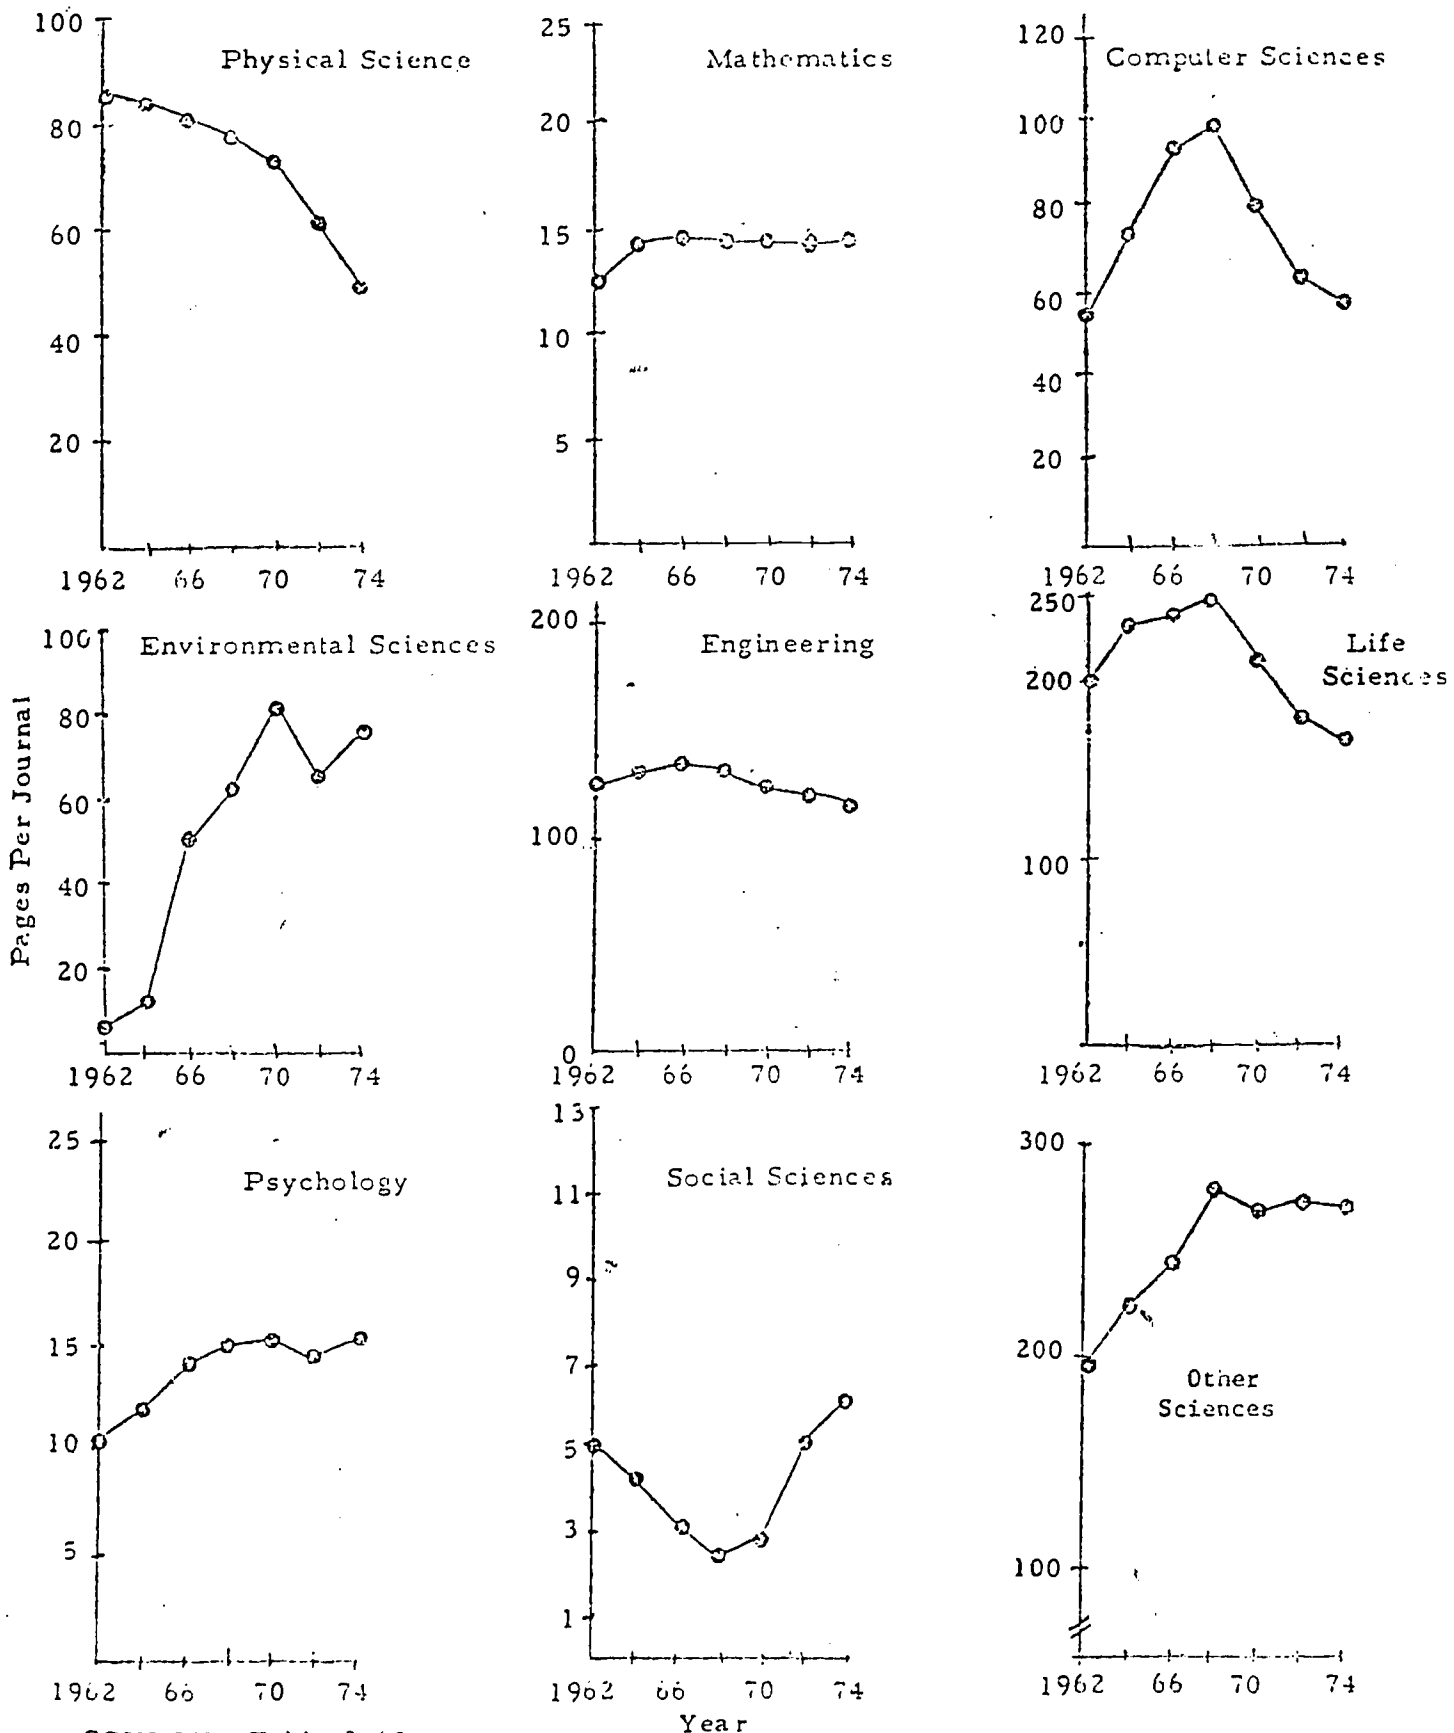 Physical Science
100
80
60
40
20
1962 66 70 74
Mathematics
25
20
15
10
5
1962 66 70 74
Computer Sciences
120
100
80
60
40
20
1962 66 70 74
Pages Per Journal
Environmental Sciences
100
80
60
40
20
1962 66 70 74
Engineering
200
100
0
1962 66 70 74
Life
Sciences
250
200
100
1962 66 70 74
Psychology
25
20
15
10
5
1962 66 70 74
Social Sciences
13
11
9
7
5
3
1
1962 66 70 74
Year
Other
Sciences
300
200
100
1962 66 70 74